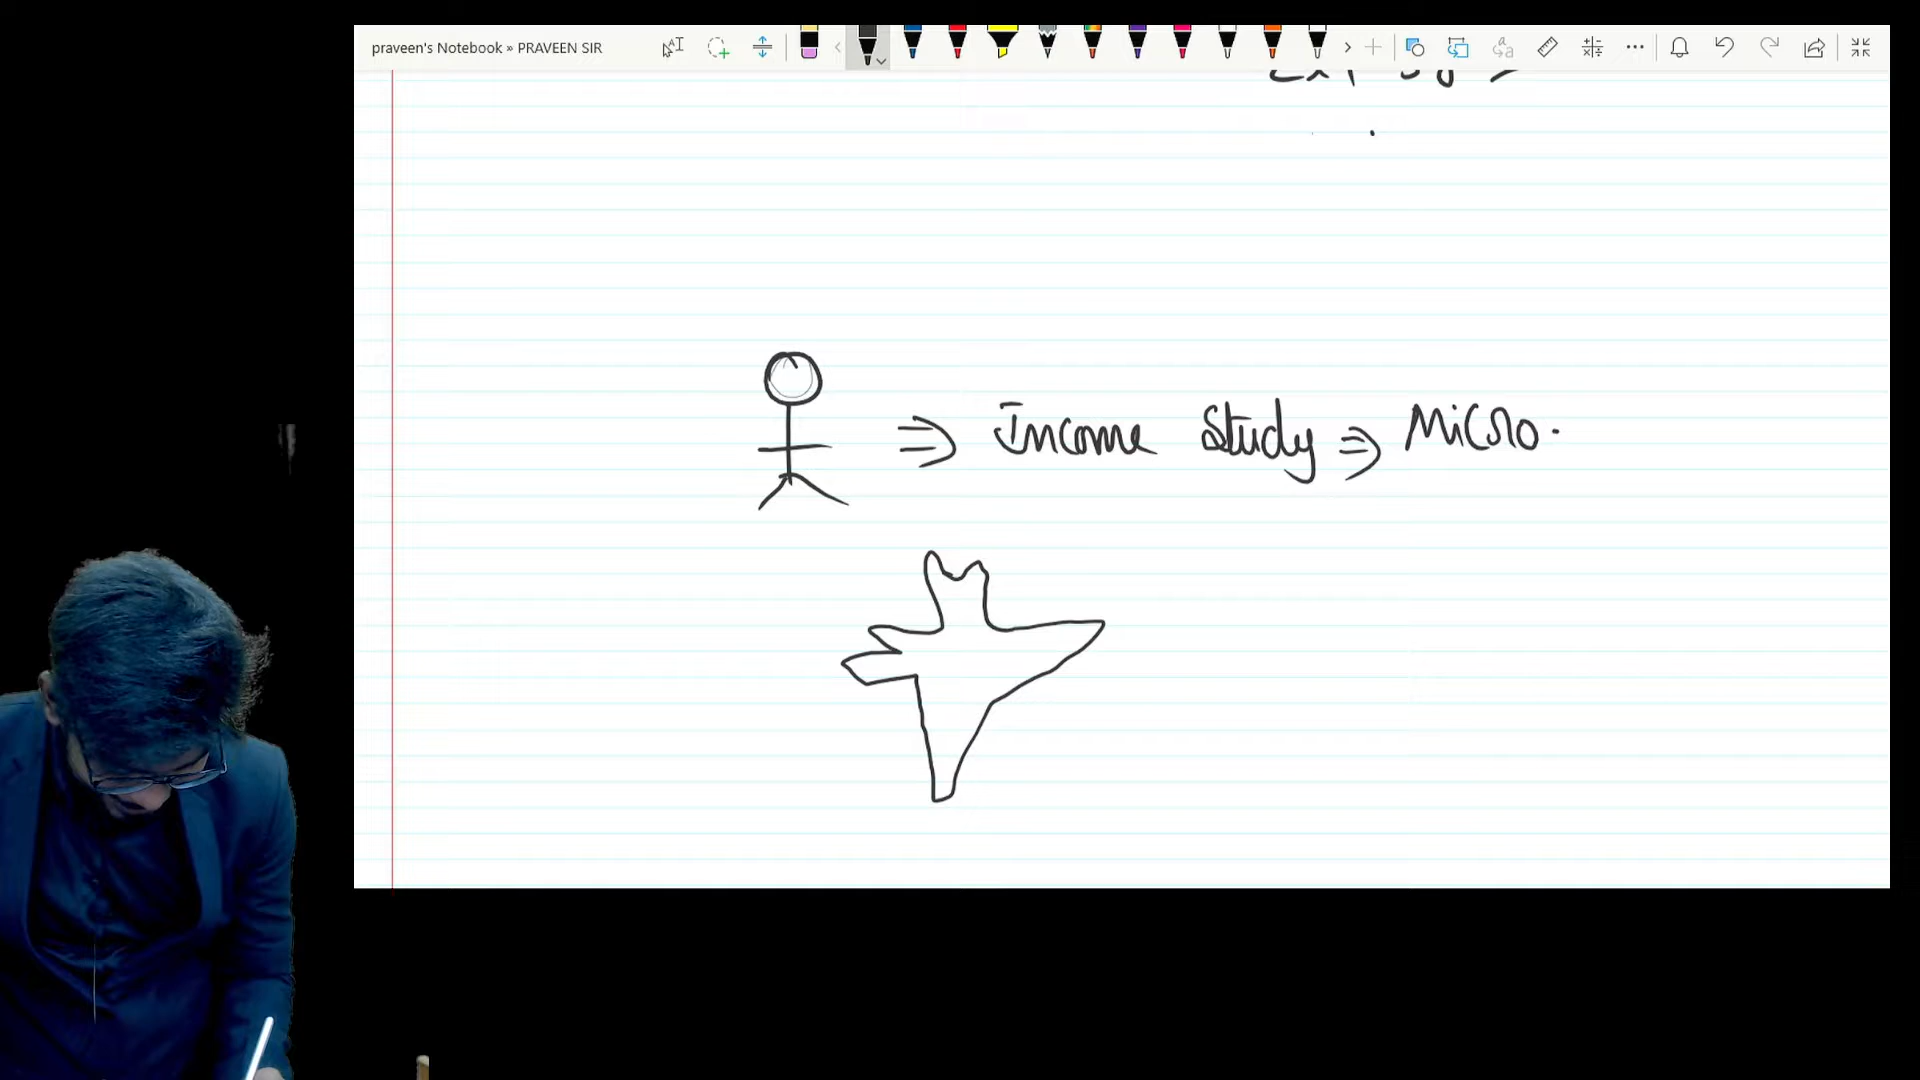 praveen's Notebook » PRAVEEN SIR
⇒ Income Study ⇒ Micro.